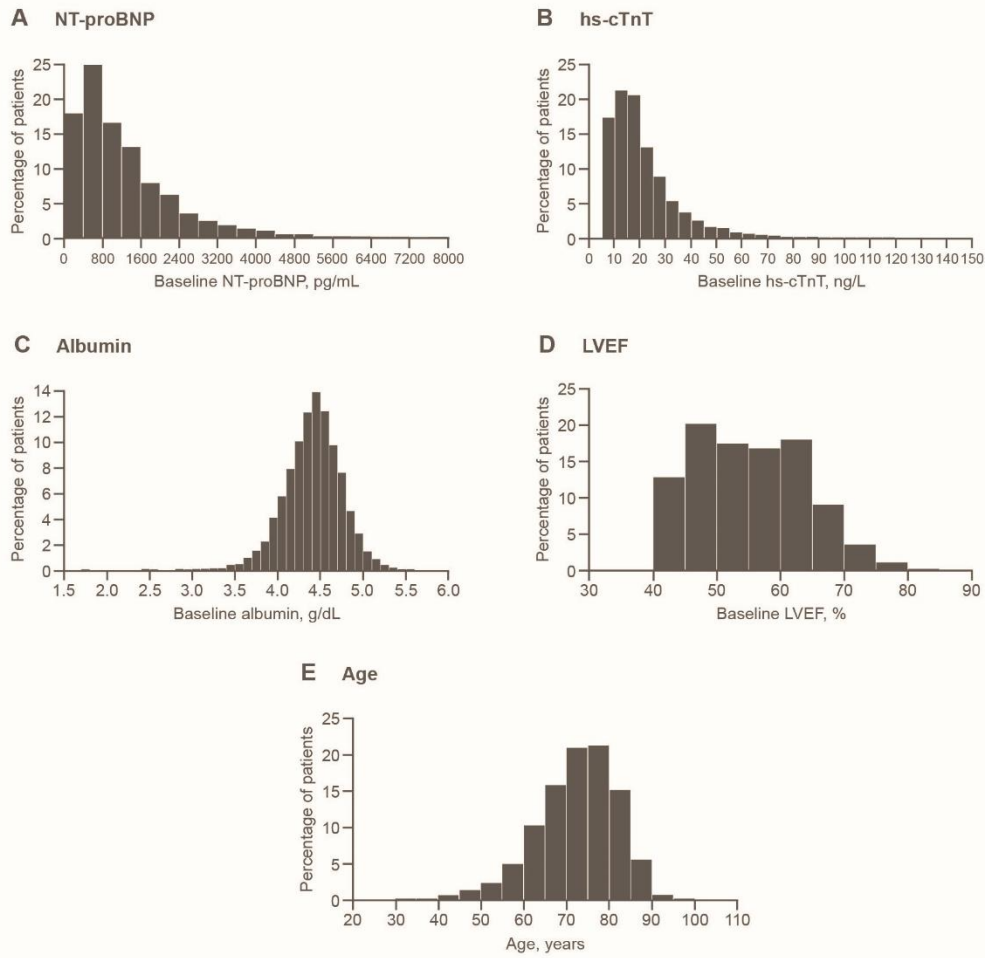 A NT-proBNP
Percentage of patients
25
20
15
10
5
0
0 800 1600 2400 3200 4000 4800 5600 6400 7200 8000
Baseline NT-proBNP, pg/mL
B hs-cTnT
Percentage of patients
25
20
15
10
5
0
0 10 20 30 40 50 60 70 80 90 100 110 120 130 140 150
Baseline hs-cTnT, ng/L
C Albumin
Percentage of patients
14
12
10
8
6
4
2
0
1.5 2.0 2.5 3.0 3.5 4.0 4.5 5.0 5.5 6.0
Baseline albumin, g/dL
D LVEF
Percentage of patients
25
20
15
10
5
0
30 40 50 60 70 80 90
Baseline LVEF, %
E Age
Percentage of patients
25
20
15
10
5
0
20 30 40 50 60 70 80 90 100 110
Age, years